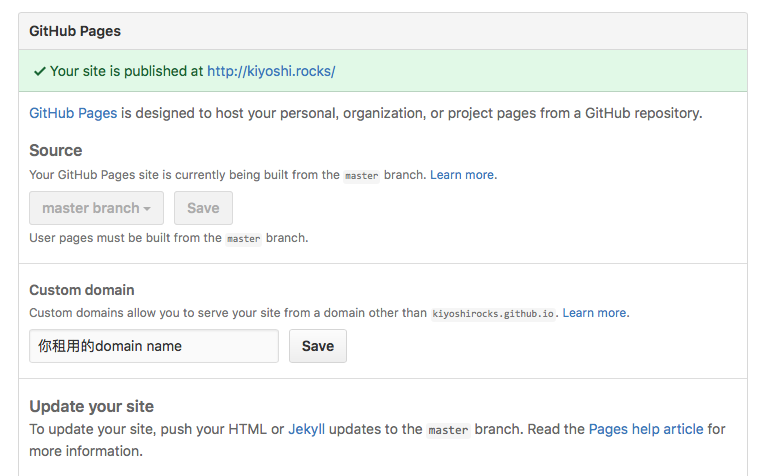 GitHub Pages
Your site is published at http://kiyoshi.rocks/
GitHub Pages is designed to host your personal, organization, or project pages from a GitHub repository.
Source
Your GitHub Pages site is currently being built from the master branch. Learn more.
master branch Save
User pages must be built from the master branch.
Custom domain
Custom domains allow you to serve your site from a domain other than kiyoshirocks.github.io. Learn more.
你租用的domain name Save
Update your site
To update your site, push your HTML or Jekyll updates to the master branch. Read the Pages help article for
more information.